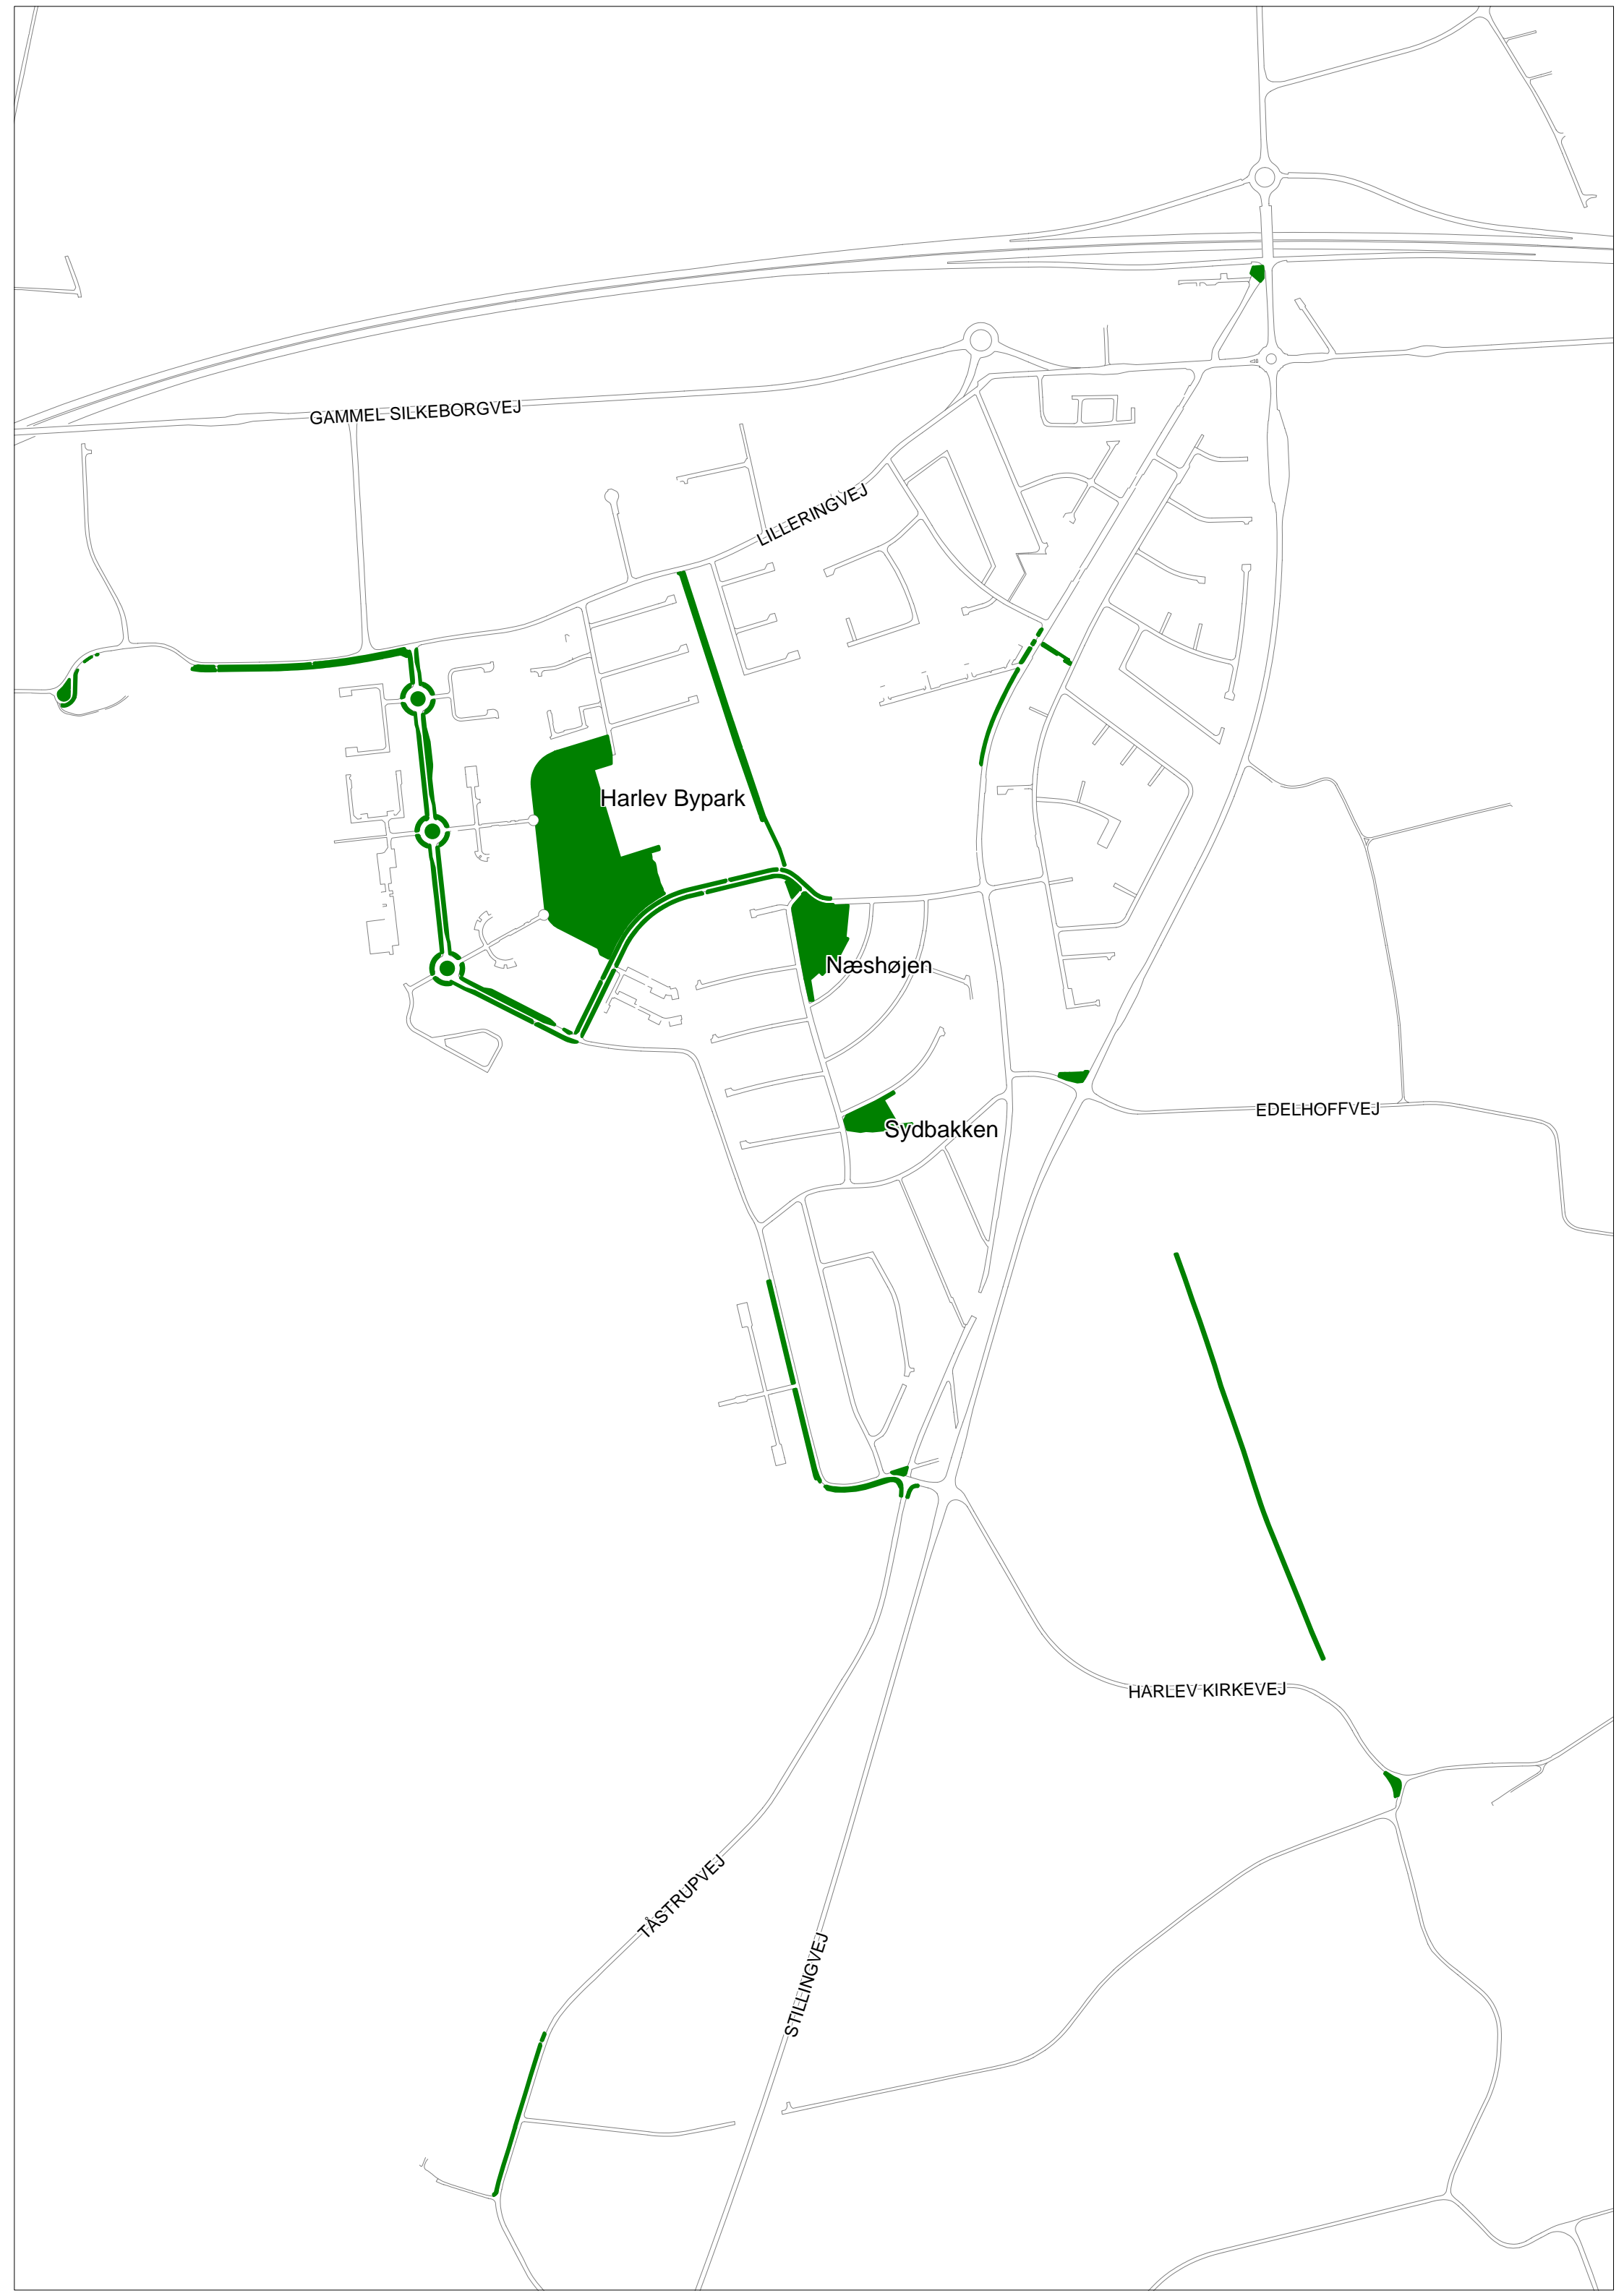 GAMMEL SILKEBORGVEJ
LILLERINGVEJ
Harlev Bypark
Næshøjen
EDELHOFFVEJ
Sydbakken
HARLEV KIRKEVEJ
TÅSTRUPVEJ
STILLINGVEJ